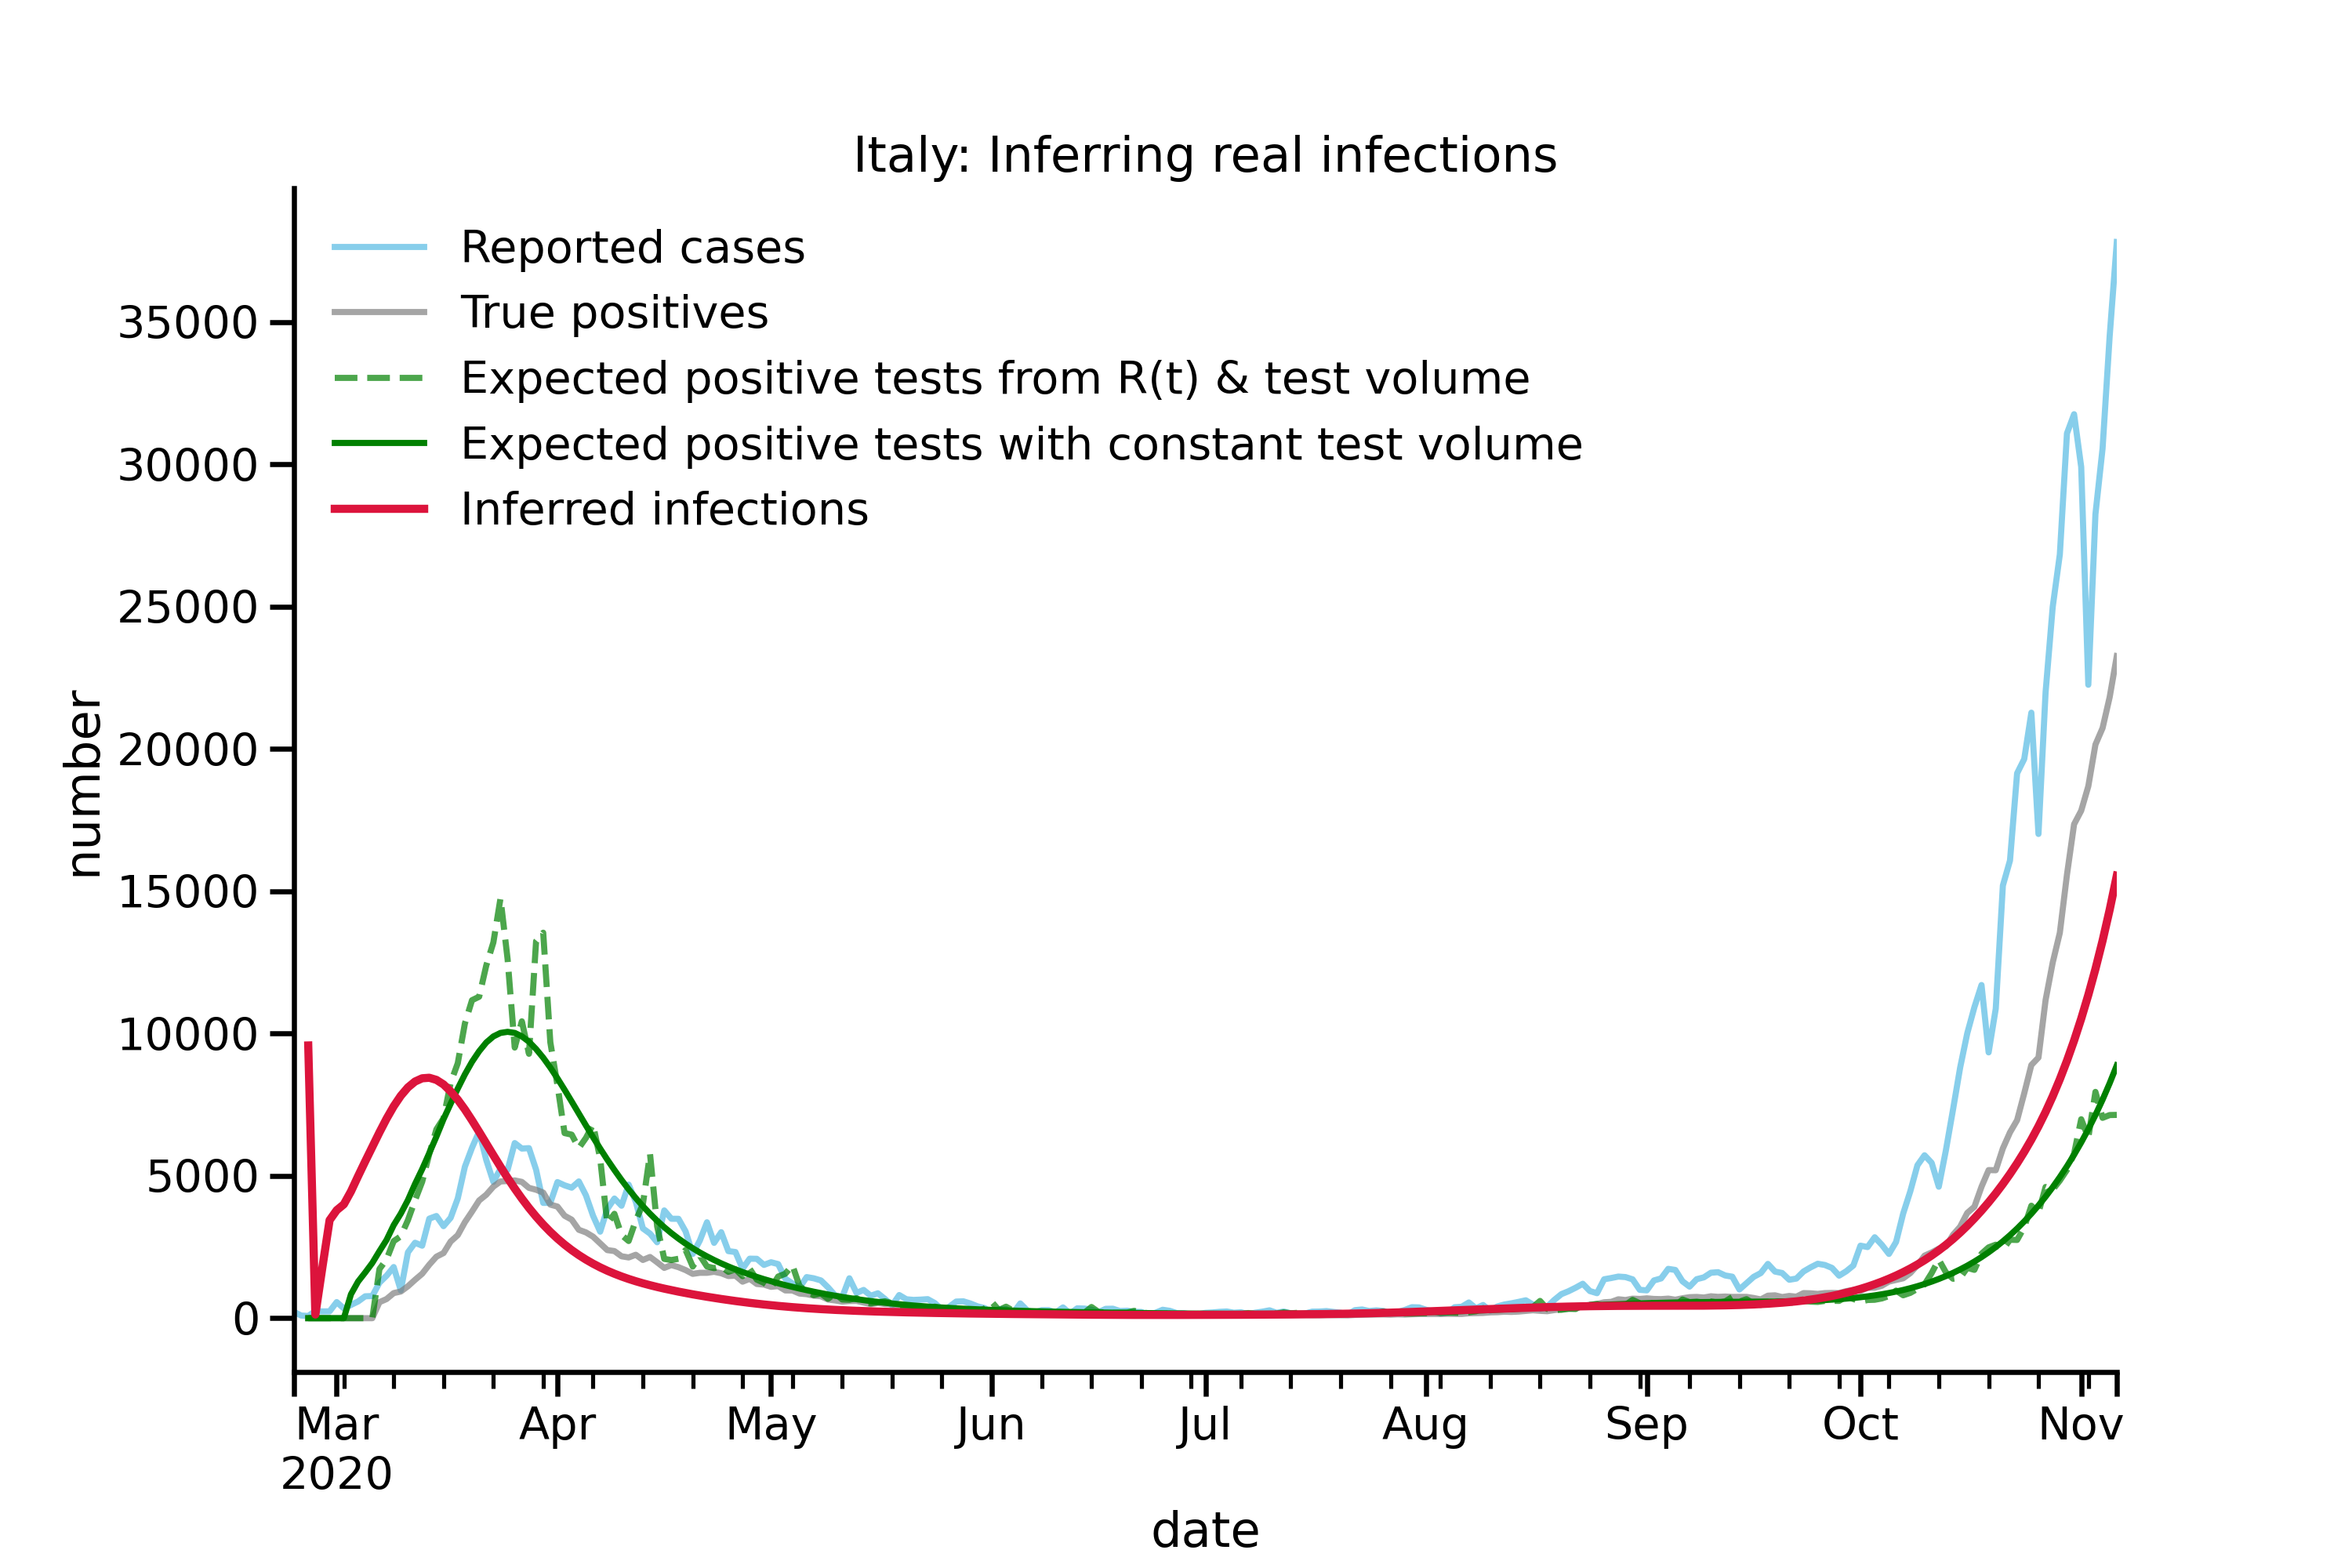 Italy: Inferring real infections
Reported cases
True positives
Expected positive tests from R(t) & test volume
Expected positive tests with constant test volume
Inferred infections
35000
30000
25000
20000
15000
10000
5000
0
number
Mar Apr May Jun Jul Aug Sep Oct Nov
2020
date